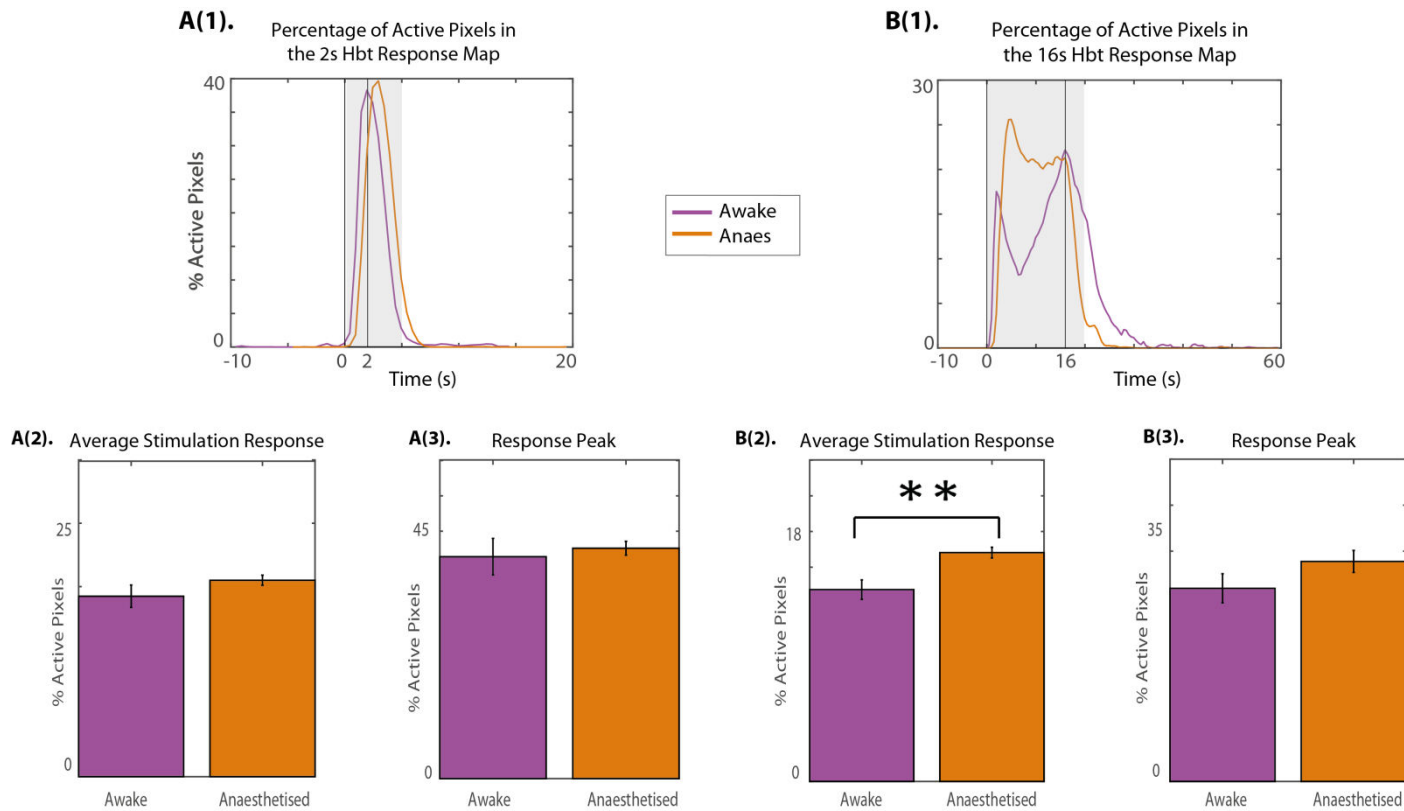 A(1).
Percentage of Active Pixels in
the 2s Hbt Response Map
40
% Active Pixels
0
-10
0
2
20
Time (s)
Awake
Anaes
B(1).
Percentage of Active Pixels in
the 16s Hbt Response Map
30
0
-10
0
16
60
Time (s)
A(2).
Average Stimulation Response
25
% Active Pixels
0
Awake
Anaesthetised
A(3).
Response Peak
45
% Active Pixels
0
Awake
Anaesthetised
B(2).
Average Stimulation Response
**
18
% Active Pixels
0
Awake
Anaesthetised
B(3).
Response Peak
35
% Active Pixels
0
Awake
Anaesthetised